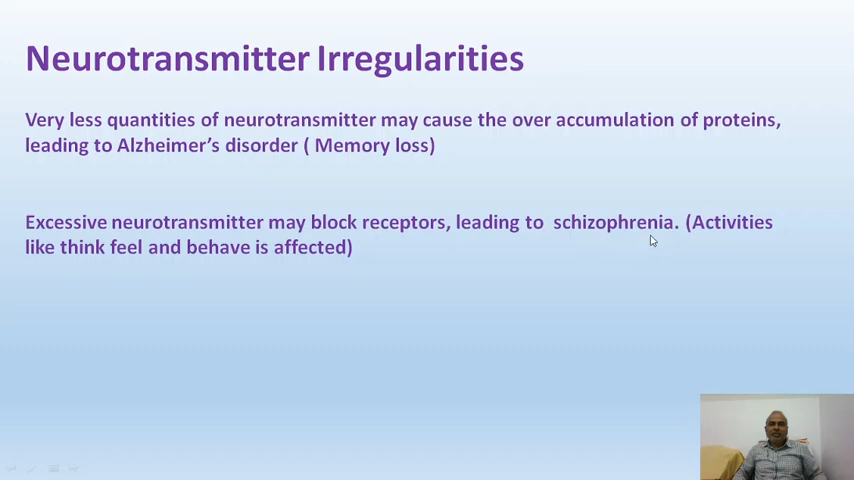 Neurotransmitter Irregularities
Very less quantities of neurotransmitter may cause the over accumulation of proteins,
leading to Alzheimer's disorder ( Memory loss)
Excessive neurotransmitter may block receptors, leading to  schizophrenia. (Activities
like think feel and behave is affected)